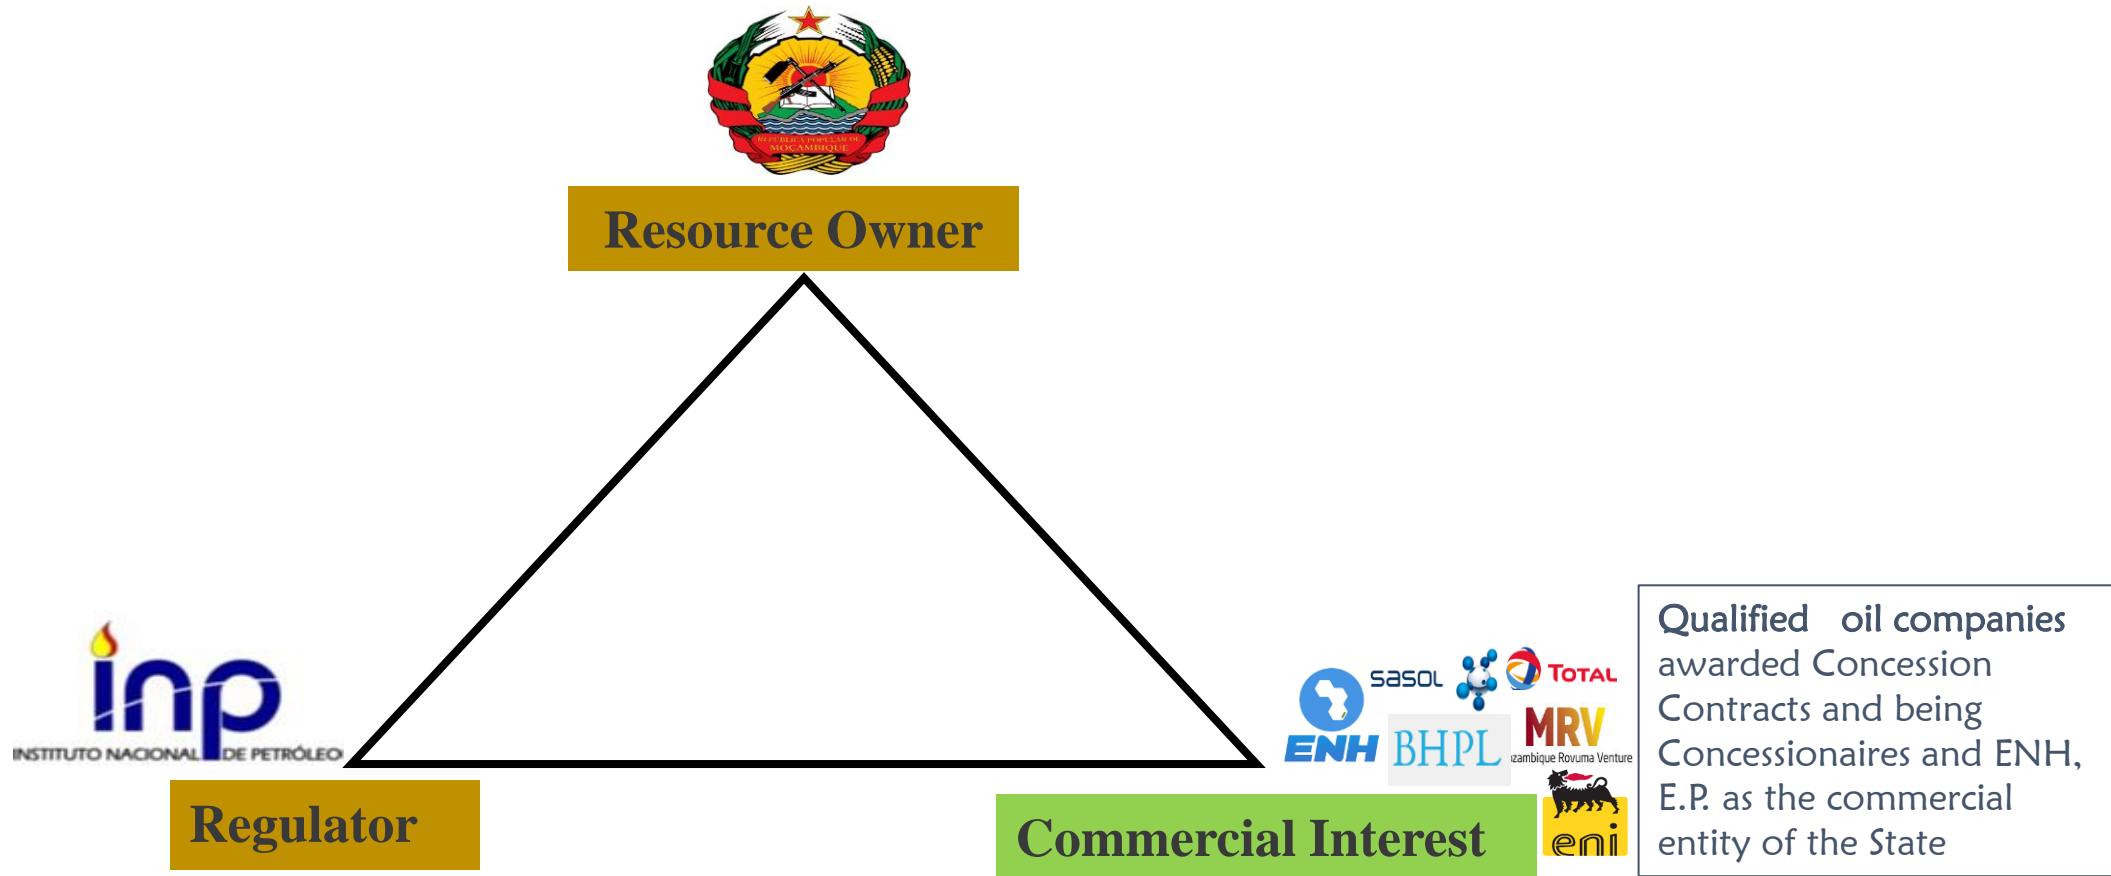 REPÚBLICA POPULAR DE
MOÇAMBIQUE
Resource Owner
inp
INSTITUTO NACIONAL DE PETRÓLEO
Regulator
sasol
TOTAL
ENH
BHPL
MRV
zambique Rovuma Venture
eni
Commercial Interest
Qualified oil companies
awarded Concession
Contracts and being
Concessionaires and ENH,
E.P. as the commercial
entity of the State